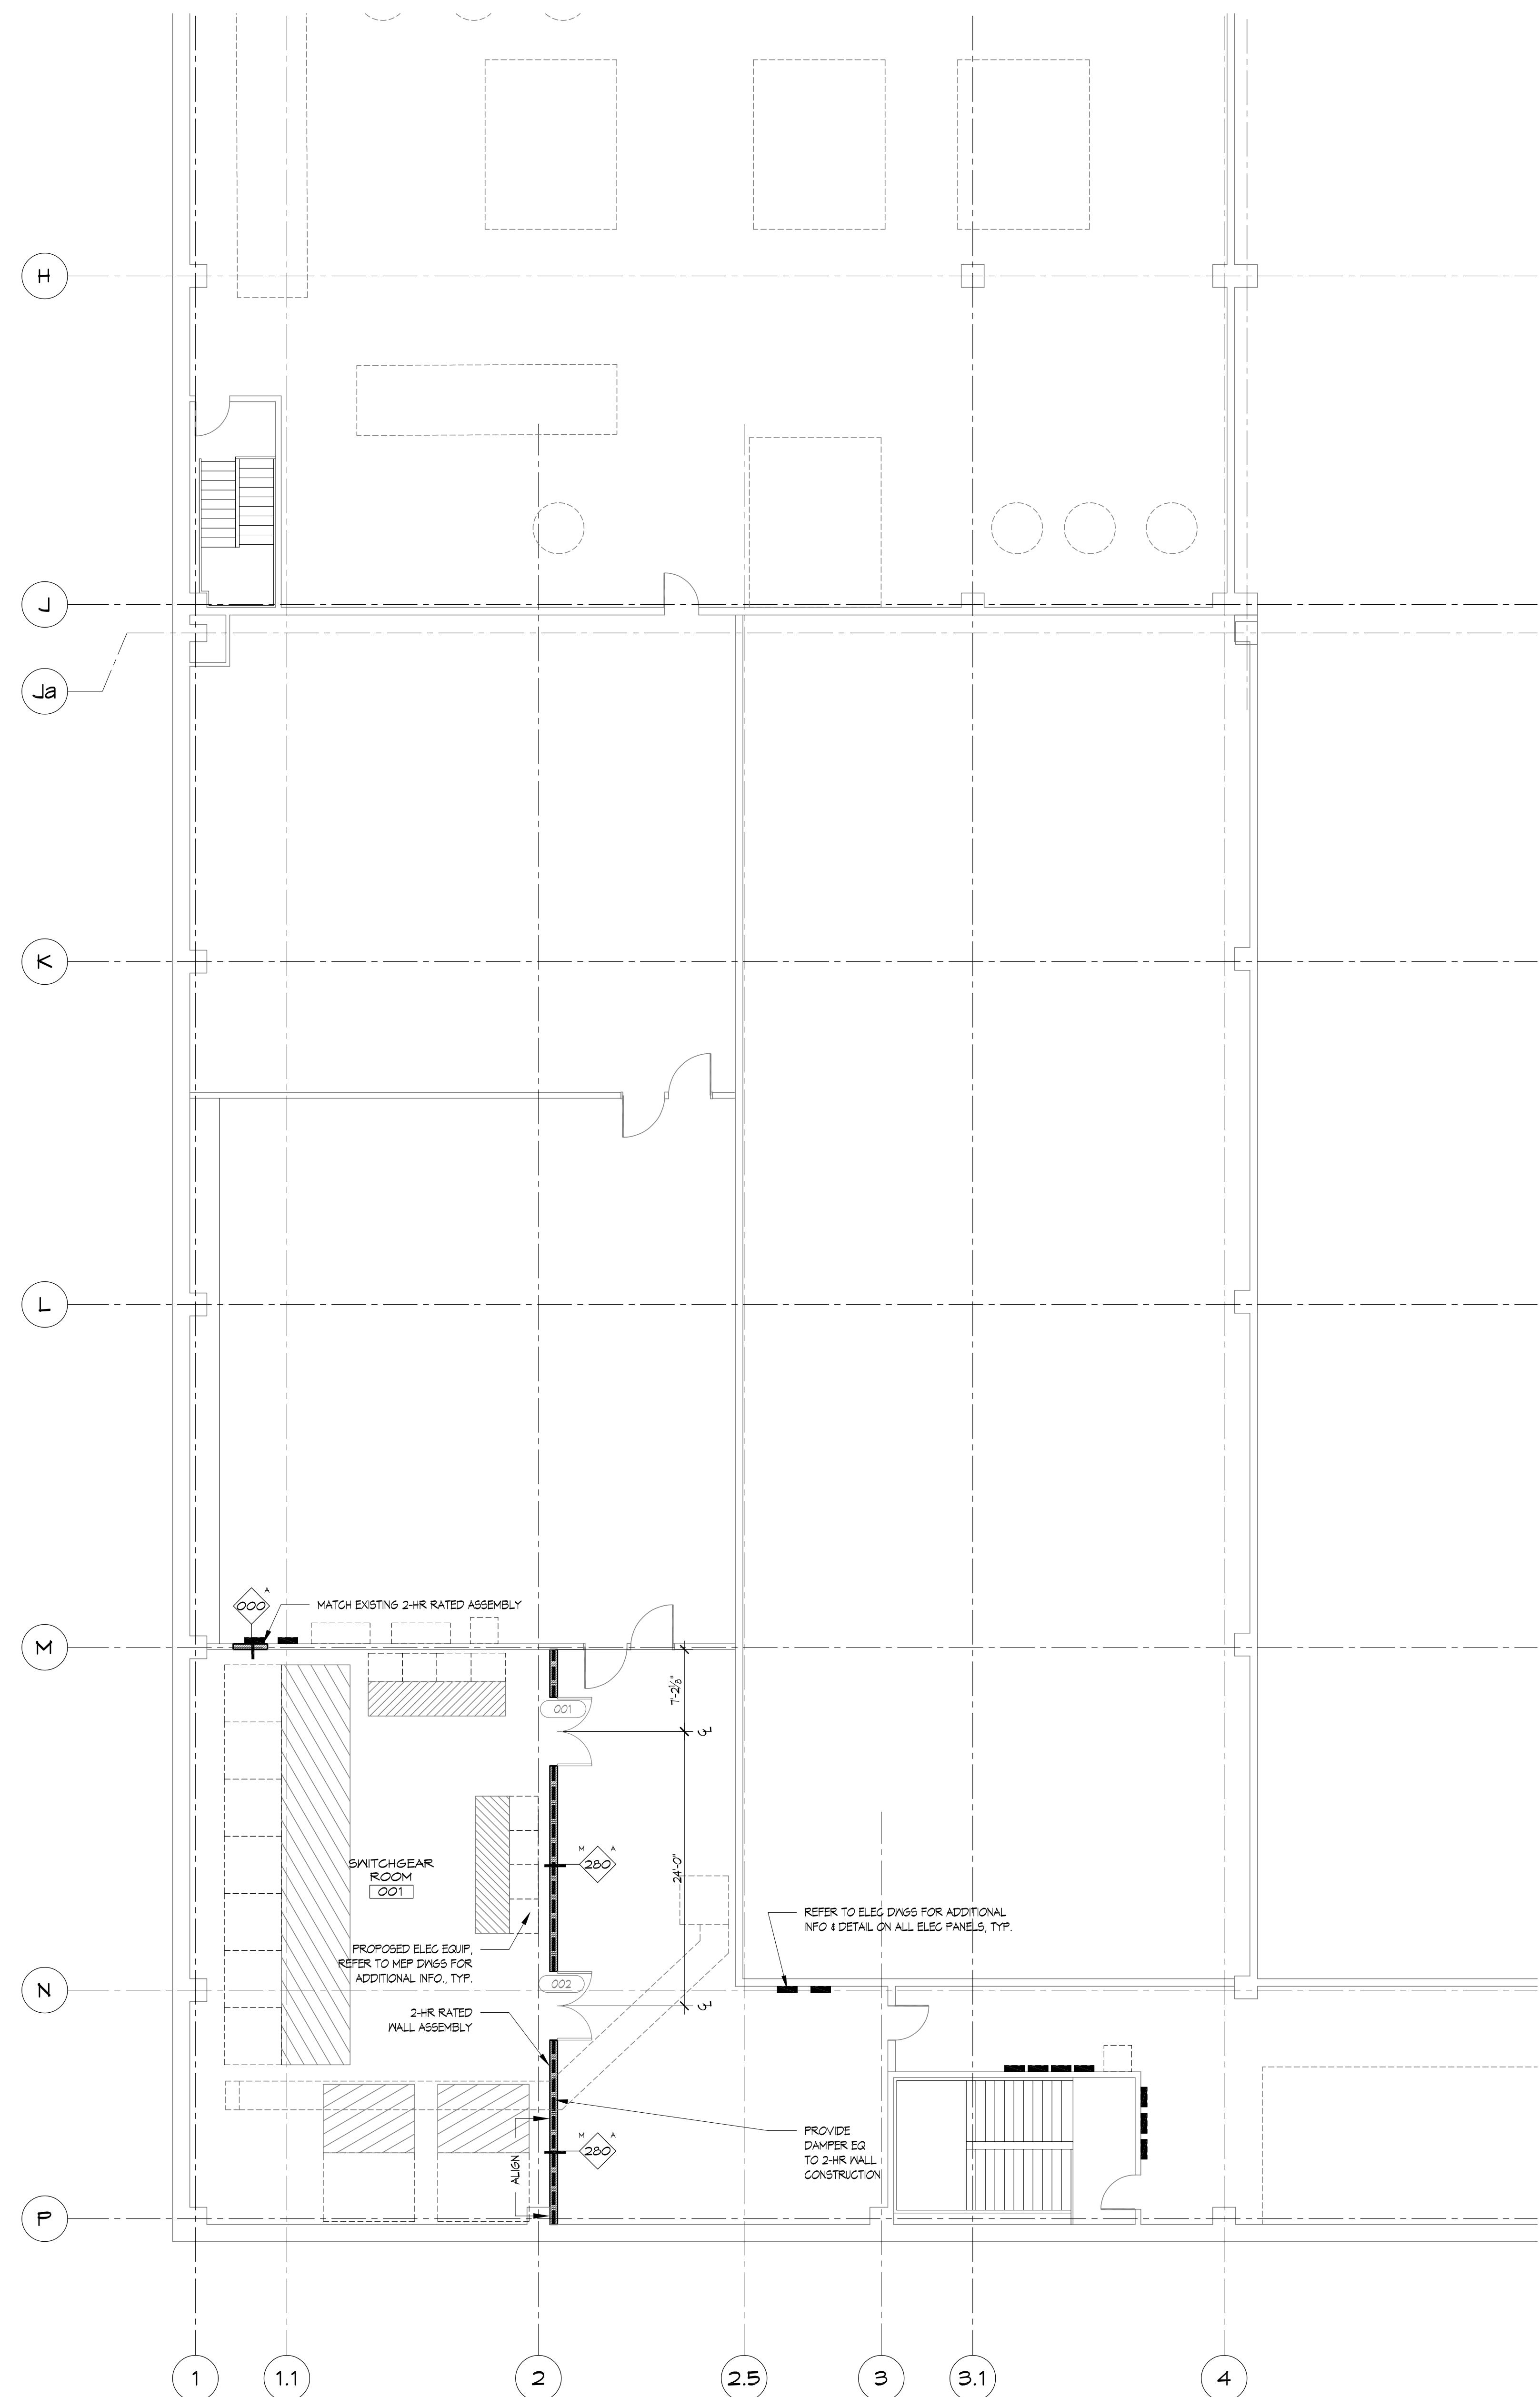 H
J
Ja
K
L
A
000
MATCH EXISTING 2-HR RATED ASSEMBLY
M
7'-2⅛"
001
M A
280
24'-0"
SWITCHGEAR
ROOM
001
REFER TO ELEC DWGS FOR ADDITIONAL
INFO & DETAIL ON ALL ELEC PANELS, TYP.
PROPOSED ELEC EQUIP,
REFER TO MEP DWGS FOR
ADDITIONAL INFO., TYP.
002
N
2-HR RATED
WALL ASSEMBLY
PROVIDE
DAMPER EQ
TO 2-HR WALL
CONSTRUCTION
M A
280
ALIGN
P
1
1.1
2
2.5
3
3.1
4